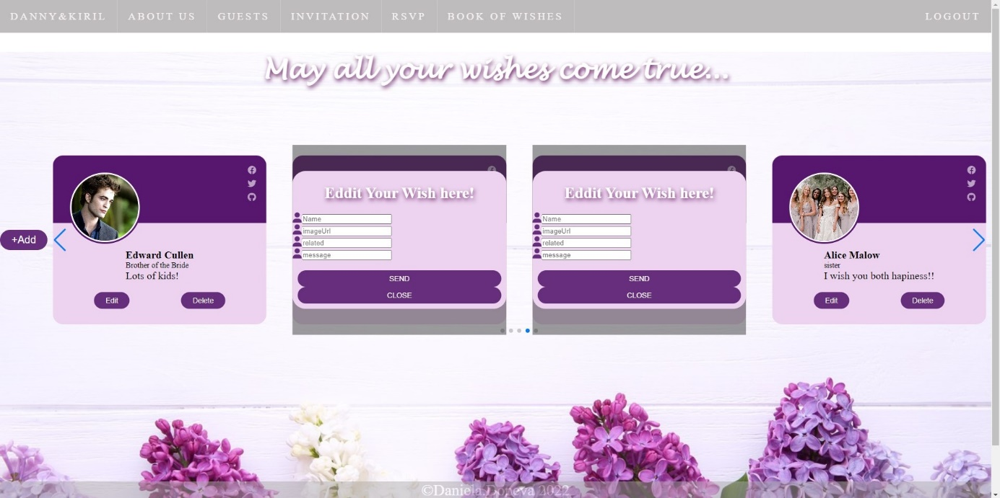 DANNY&KIRIL ABOUT US GUESTS INVITATION RSVP BOOK OF WISHES LOGOUT
May all your wishes come true...
+Add
Edward Cullen
Brother of the Bride
Lots of kids!
Edit Delete
Eddit Your Wish here!
Name
imageUrl
related
message
SEND
CLOSE
Eddit Your Wish here!
Name
imageUrl
related
message
SEND
CLOSE
Alice Malow
sister
I wish you both hapiness!!
Edit Delete
©Daniela Doneva 2022